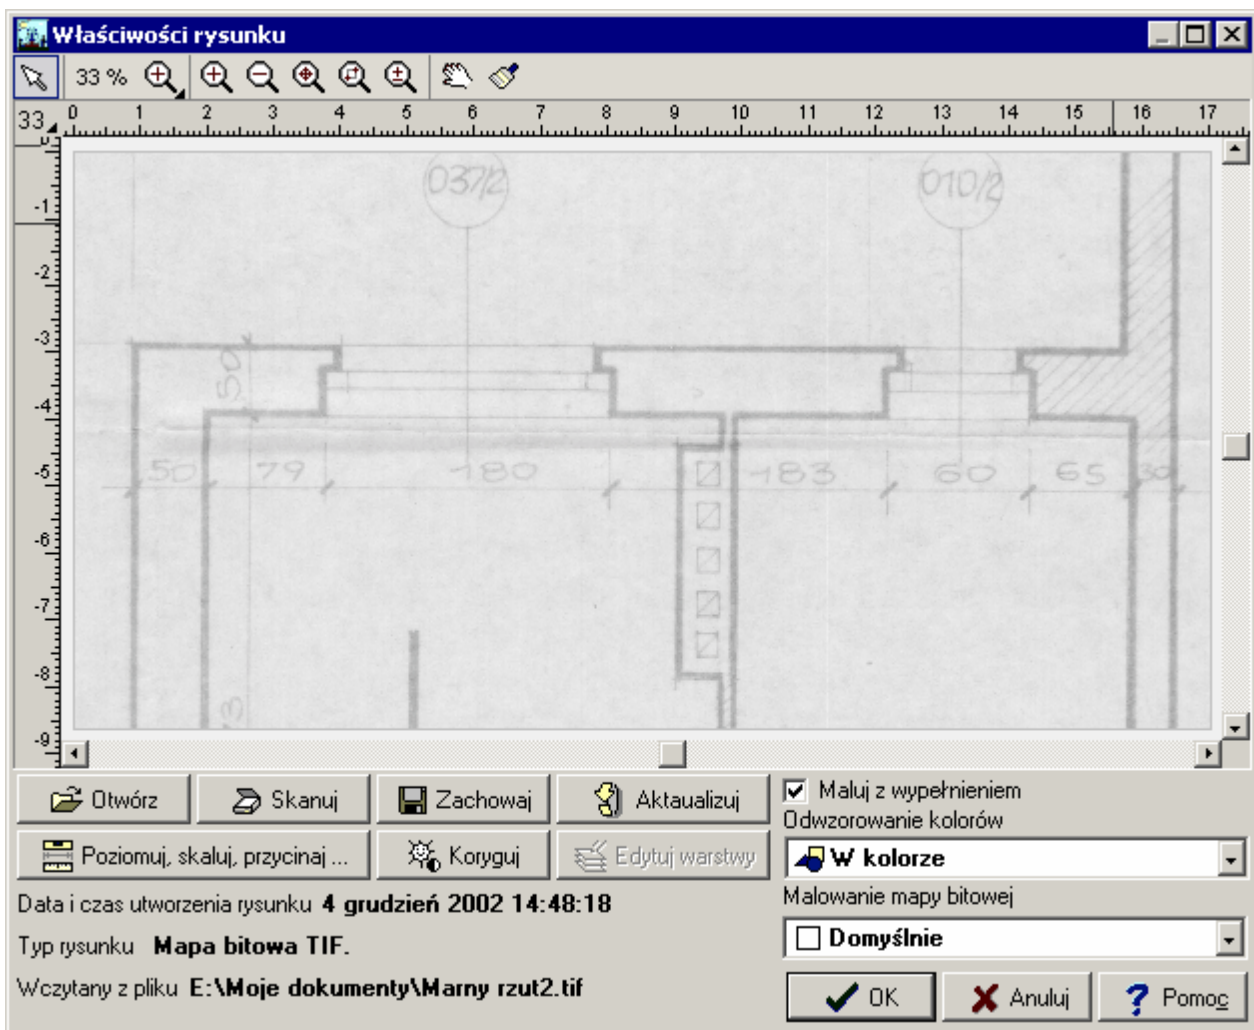 Właściwości rysunku
33 %
33
0 1 2 3 4 5 6 7 8 9 10 11 12 13 14 15 16 17
-1
-2
-3
-4
-5
-6
-7
-8
-9
037/2 010/2
50
50 79 180 183 60 65 30
Otwórz Skanuj Zachowaj Aktaualizuj
Poziomuj, skaluj, przycinaj ... Koryguj Edytuj warstwy
Maluj z wypełnieniem
Odwzorowanie kolorów
W kolorze
Malowanie mapy bitowej
Domyślnie
Data i czas utworzenia rysunku 4 grudzień 2002 14:48:18
Typ rysunku Mapa bitowa TIF.
Wczytany z pliku E:\Moje dokumenty\Marny rzut2.tif
OK Anuluj Pomoc